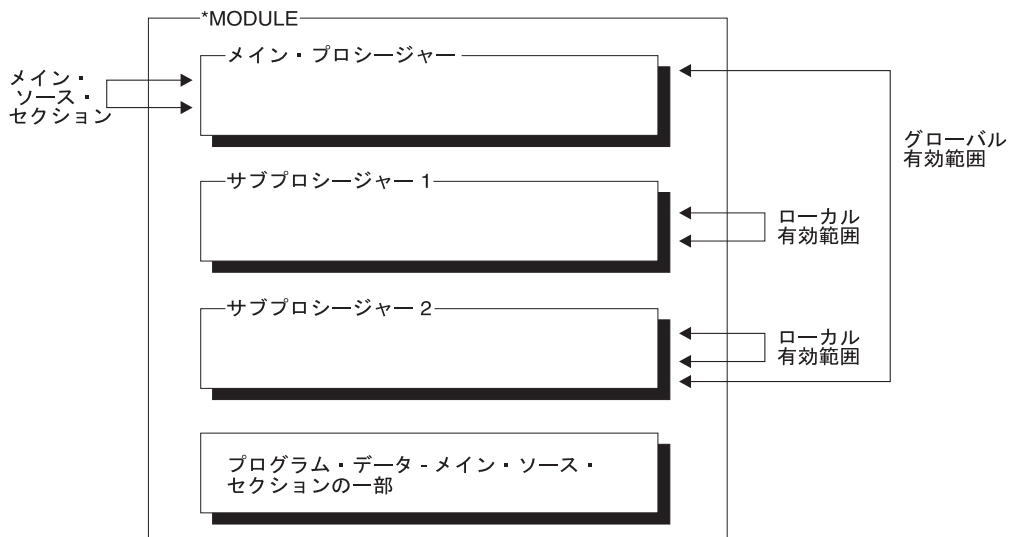 *MODULE
メイン・プロシージャー
メイン・
ソース・
セクション
グローバル
有効範囲
サブプロシージャー 1
ローカル
有効範囲
サブプロシージャー 2
ローカル
有効範囲
プログラム・データ - メイン・ソース・
セクションの一部